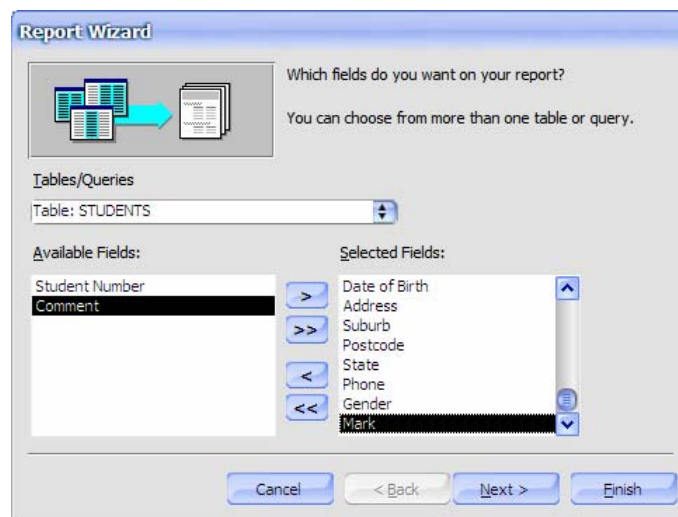 Report Wizard
Which fields do you want on your report?
You can choose from more than one table or query.
Tables/Queries
Table: STUDENTS
Available Fields:
Selected Fields:
Student Number
Comment
>
>>
<
<<
Date of Birth
Address
Suburb
Postcode
State
Phone
Gender
Mark
Cancel
< Back
Next >
Finish